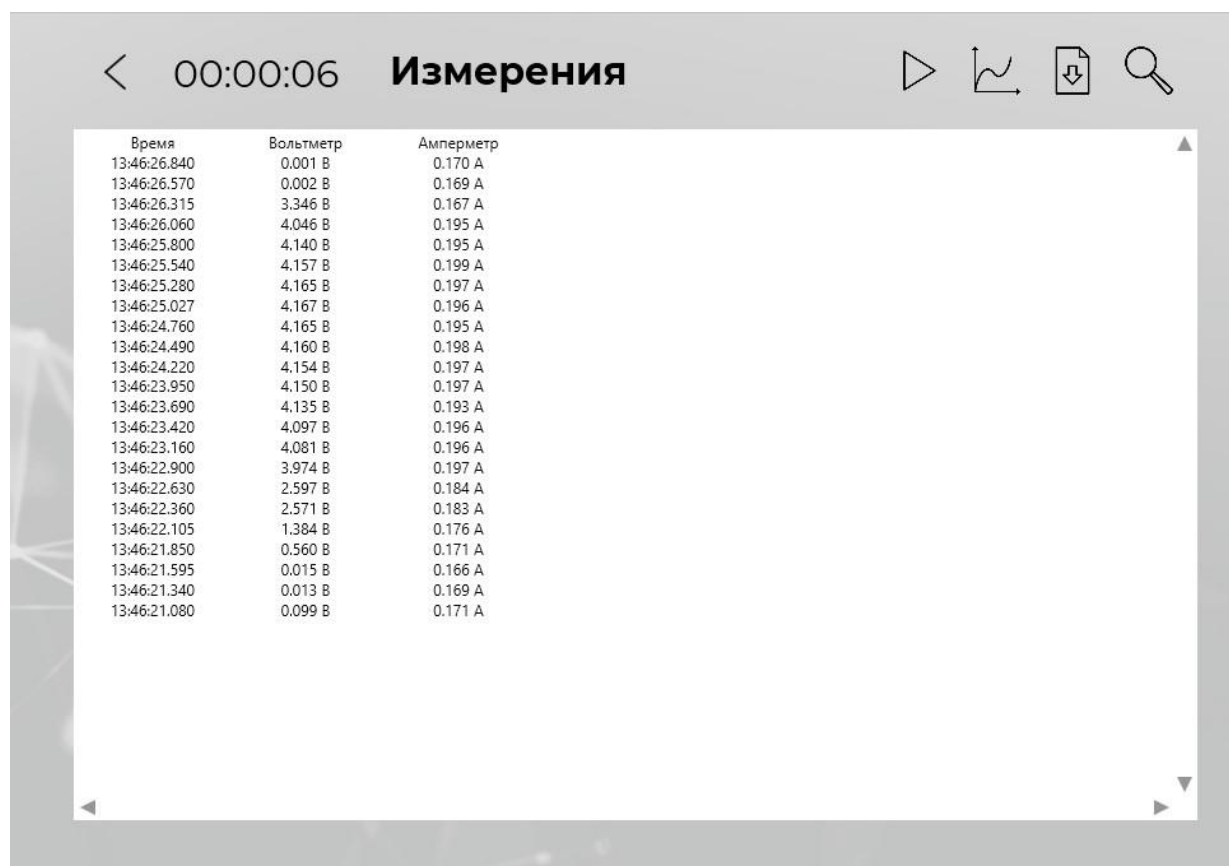 00:00:06 Измерения
Время Вольтметр Амперметр
13:46:26.840 0.001 В 0.170 А
13:46:26.570 0.002 В 0.169 А
13:46:26.315 3.346 В 0.167 А
13:46:26.060 4.046 В 0.195 А
13:46:25.800 4.140 В 0.195 А
13:46:25.540 4.157 В 0.199 А
13:46:25.280 4.165 В 0.197 А
13:46:25.027 4.167 В 0.196 А
13:46:24.760 4.165 В 0.195 А
13:46:24.490 4.160 В 0.198 А
13:46:24.220 4.154 В 0.197 А
13:46:23.950 4.150 В 0.197 А
13:46:23.690 4.135 В 0.193 А
13:46:23.420 4.097 В 0.196 А
13:46:23.160 4.081 В 0.196 А
13:46:22.900 3.974 В 0.197 А
13:46:22.630 2.597 В 0.184 А
13:46:22.360 2.571 В 0.183 А
13:46:22.105 1.384 В 0.176 А
13:46:21.850 0.560 В 0.171 А
13:46:21.595 0.015 В 0.166 А
13:46:21.340 0.013 В 0.169 А
13:46:21.080 0.099 В 0.171 А